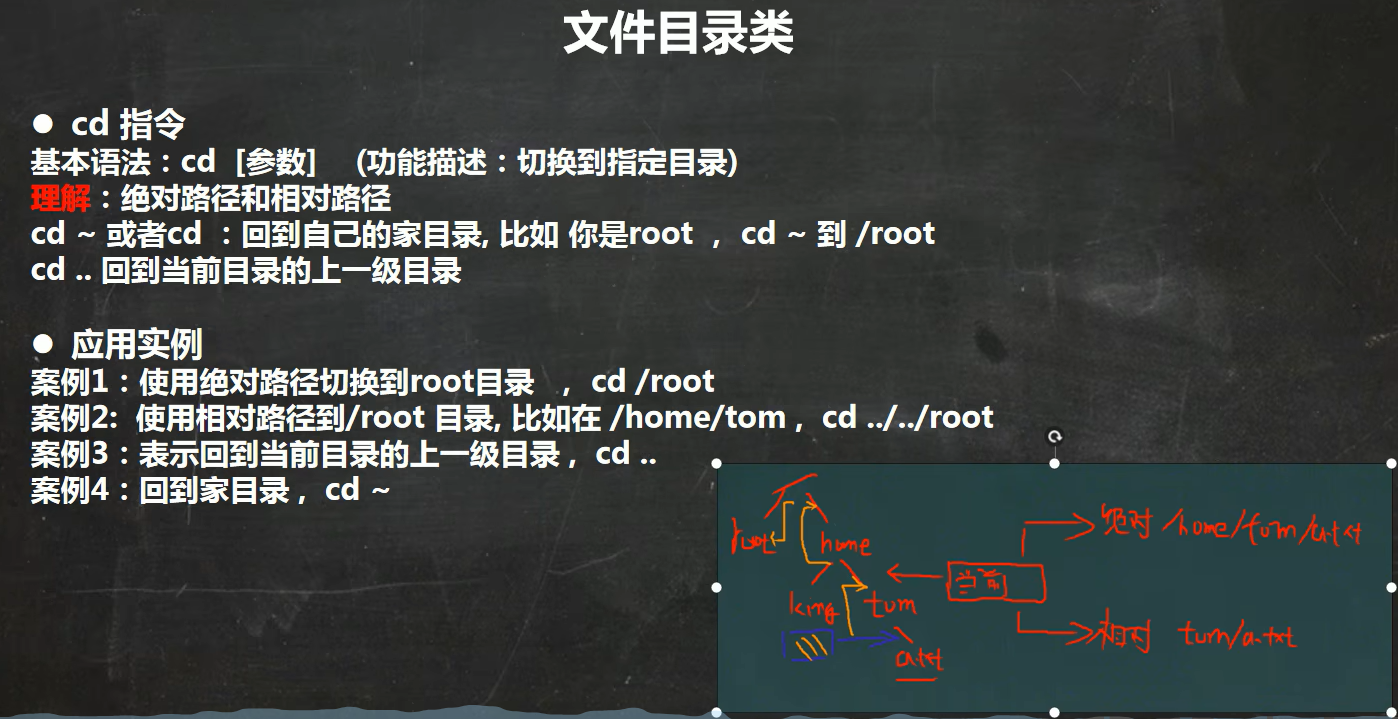 文件目录类
● cd 指令
基本语法：cd [参数] (功能描述：切换到指定目录)
理解：绝对路径和相对路径
cd ~ 或者cd ：回到自己的家目录, 比如 你是root ， cd ~ 到 /root
cd .. 回到当前目录的上一级目录
● 应用实例
案例1：使用绝对路径切换到root目录 ， cd /root
案例2: 使用相对路径到/root 目录, 比如在 /home/tom , cd ../../root
案例3：表示回到当前目录的上一级目录 , cd ..
案例4：回到家目录 , cd ~
root
home
king
tom
a.txt
当前
绝对 /home/tom/a.txt
相对 tom/a.txt